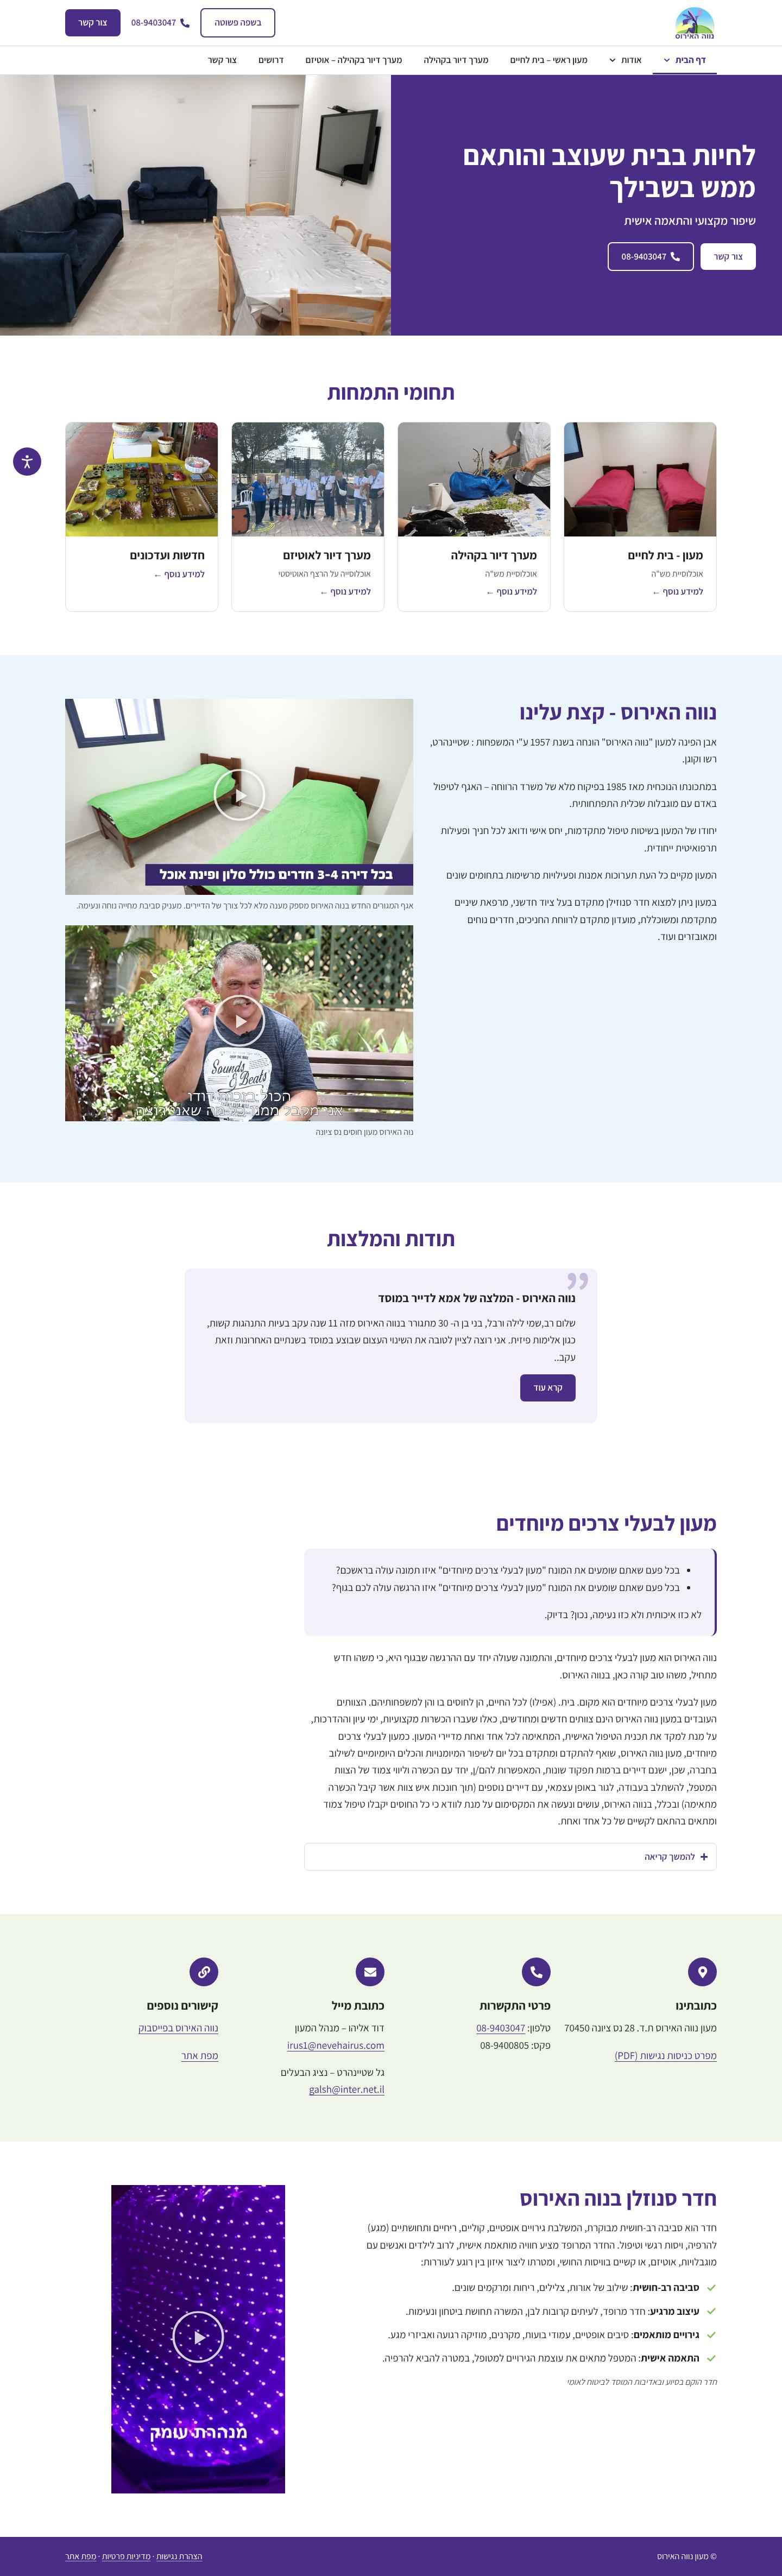 נווה האירוס
בשפה פשוטה
08-9403047
צור קשר
דף הבית
אודות
מעון ראשי – בית לחיים
מערך דיור בקהילה
מערך דיור בקהילה – אוטיזם
דרושים
צור קשר
לחיות בבית שעוצב והותאם
ממש בשבילך
שיפור מקצועי והתאמה אישית
צור קשר
08-9403047
תחומי התמחות
מעון - בית לחיים
אוכלוסיית מש"ה
למידע נוסף ←
מערך דיור בקהילה
אוכלוסיית מש"ה
למידע נוסף ←
מערך דיור לאוטיזם
אוכלוסייה על הרצף האוטיסטי
למידע נוסף ←
חדשות ועדכונים
למידע נוסף ←
נווה האירוס - קצת עלינו
אבן הפינה למעון "נווה האירוס" הונחה בשנת 1957 ע"י המשפחות : שטיינהרט,
רשו וקוגן.
במתכונתו הנוכחית מאז 1985 בפיקוח מלא של משרד הרווחה – האגף לטיפול
באדם עם מוגבלות שכלית התפתחותית.
יחודו של המעון בשיטות טיפול מתקדמות, יחס אישי ודואג לכל חניך ופעילות
תרפואיטית ייחודית.
המעון מקיים כל העת תערוכות אמנות ופעילויות מרשימות בתחומים שונים
במעון ניתן למצוא חדר סנוזילן מתקדם בעל ציוד חדשני, מרפאת שיניים
מתקדמת ומשוכללת, מועדון מתקדם לרווחת החניכים, חדרים נוחים
ומאובזרים ועוד.
בכל דירה 3-4 חדרים כולל סלון ופינת אוכל
אגף המגורים החדש בנוה האירוס מספק מענה מלא לכל צורך של הדיירים. מעניק סביבת מחייה נוחה ונעימה.
Sounds
& Beats
נוה האירוס מעון חוסים נס ציונה
תודות והמלצות
נווה האירוס - המלצה של אמא לדייר במוסד
שלום רב,שמי לילה ורבל, בני בן ה- 30 מתגורר בנווה האירוס מזה 11 שנה עקב בעיות התנהגות קשות,
כגון אלימות פיזית. אני רוצה לציין לטובה את השינוי העצום שבוצע במוסד בשנתיים האחרונות וזאת
עקב..
קרא עוד
מעון לבעלי צרכים מיוחדים
• בכל פעם שאתם שומעים את המונח "מעון לבעלי צרכים מיוחדים" איזו תמונה עולה בראשכם?
• בכל פעם שאתם שומעים את המונח "מעון לבעלי צרכים מיוחדים" איזו הרגשה עולה לכם בגוף?
לא כזו איכותית ולא כזו נעימה, נכון? בדיוק.
נווה האירוס הוא מעון לבעלי צרכים מיוחדים, והתמונה שעולה יחד עם ההרגשה שבגוף היא, כי משהו חדש
מתחיל, משהו טוב קורה כאן, בנווה האירוס.
מעון לבעלי צרכים מיוחדים הוא מקום. בית. (אפילו) לכל החיים, הן לחוסים בו והן למשפחותיהם. הצוותים
העובדים במעון נווה האירוס הינם צוותים חדשים ומחודשים, כאלו שעברו הכשרות מקצועיות, ימי עיון וההדרכות,
על מנת למקד את תכנית הטיפול האישית, המתאימה לכל אחד ואחת מדיירי המעון. כמעון לבעלי צרכים
מיוחדים, מעון נווה האירוס, שואף להתקדם ומתקדם בכל יום לשיפור המיומנויות והכלים היומיומיים לשילוב
בחברה, שכן, ישנם דיירים ברמות תפקוד שונות, המאפשרות להם/ן, יחד עם הכשרה וליווי צמוד של הצוות
המטפל, להשתלב בעבודה, לגור באופן עצמאי, עם דיירים נוספים (תוך חונכות איש צוות אשר קיבל הכשרה
מתאימה) ובכלל, בנווה האירוס, עושים ונעשה את המקסימום על מנת לוודא כי כל החוסים יקבלו טיפול צמוד
ומתאים בהתאם לקשיים של כל אחד ואחת.
להמשך קריאה
כתובתינו
מעון נווה האירוס ת.ד. 28 נס ציונה 70450
מפרט כניסות נגישות (PDF)
פרטי התקשרות
טלפון: 08-9403047
פקס: 08-9400805
כתובת מייל
דוד אליהו – מנהל המעון
irus1@nevehairus.com
גל שטיינהרט – נציג הבעלים
galsh@inter.net.il
קישורים נוספים
נווה האירוס בפייסבוק
מפת אתר
חדר סנוזלן בנוה האירוס
חדר הוא סביבה רב-חושית מבוקרת, המשלבת גירויים אופטיים, קוליים, ריחיים ותחושתיים (מגע)
להרפיה, ויסות רגשי וטיפול. החדר המרופד מציע חוויה מותאמת אישית, לרוב לילדים ואנשים עם
מוגבלויות, אוטיזם, או קשיים בוויסות החושי, ומטרתו ליצור איזון בין רוגע לעוררות:
סביבה רב-חושית: שילוב של אורות, צלילים, ריחות ומרקמים שונים.
עיצוב מרגיע: חדר מרופד, לעיתים קרובות לבן, המשרה תחושת ביטחון ונעימות.
גירויים מותאמים: סיבים אופטיים, עמודי בועות, מקרנים, מוזיקה רגועה ואביזרי מגע.
התאמה אישית: המטפל מתאים את עוצמת הגירויים למטופל, במטרה להביא להרפיה.
חדר הוקם בסיוע ובאדיבות המוסד לביטוח לאומי
מנהרת עומק
© מעון נווה האירוס
הצהרת נגישות · מדיניות פרטיות · מפת אתר